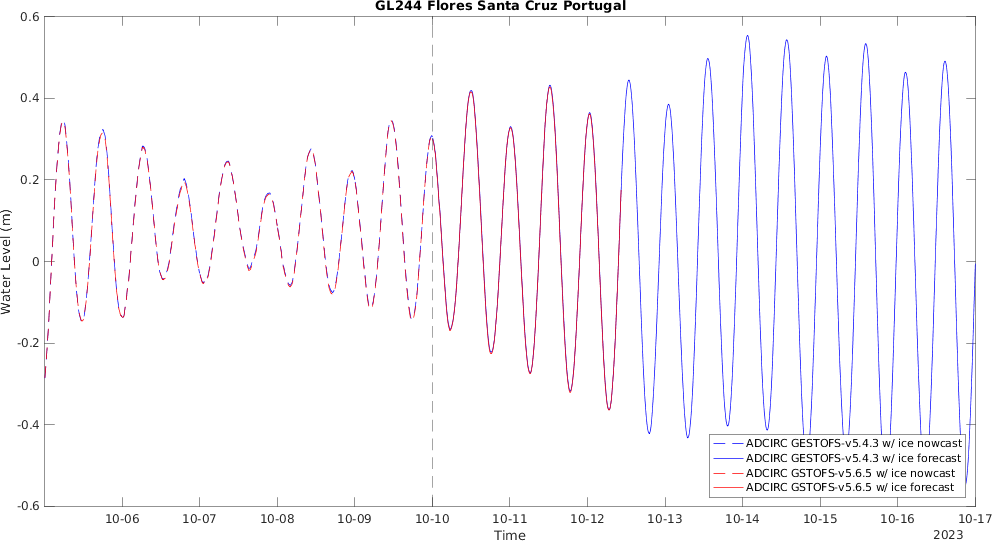 GL244 Flores Santa Cruz Portugal
0.6
0.4
0.2
0
-0.2
-0.4
-0.6
Water Level (m)
ADCIRC GESTOFS-v5.4.3 w/ ice nowcast
ADCIRC GESTOFS-v5.4.3 w/ ice forecast
ADCIRC GSTOFS-v5.6.5 w/ ice nowcast
ADCIRC GSTOFS-v5.6.5 w/ ice forecast
10-06 10-07 10-08 10-09 10-10 10-11 10-12 10-13 10-14 10-15 10-16 10-17
Time
2023